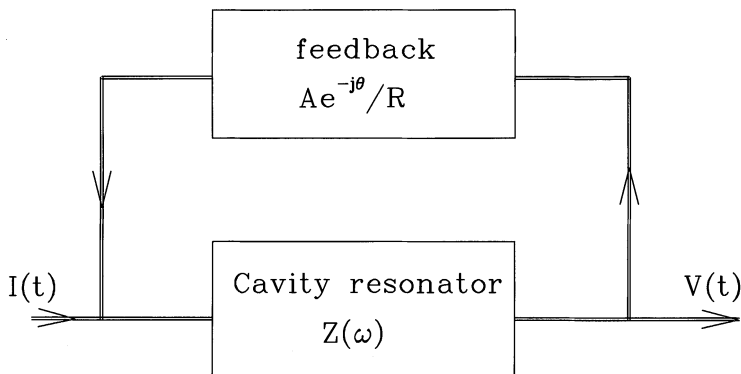 feedback
Ae^{-jθ}/R
I(t)
Cavity resonator
V(t)
Z(ω)